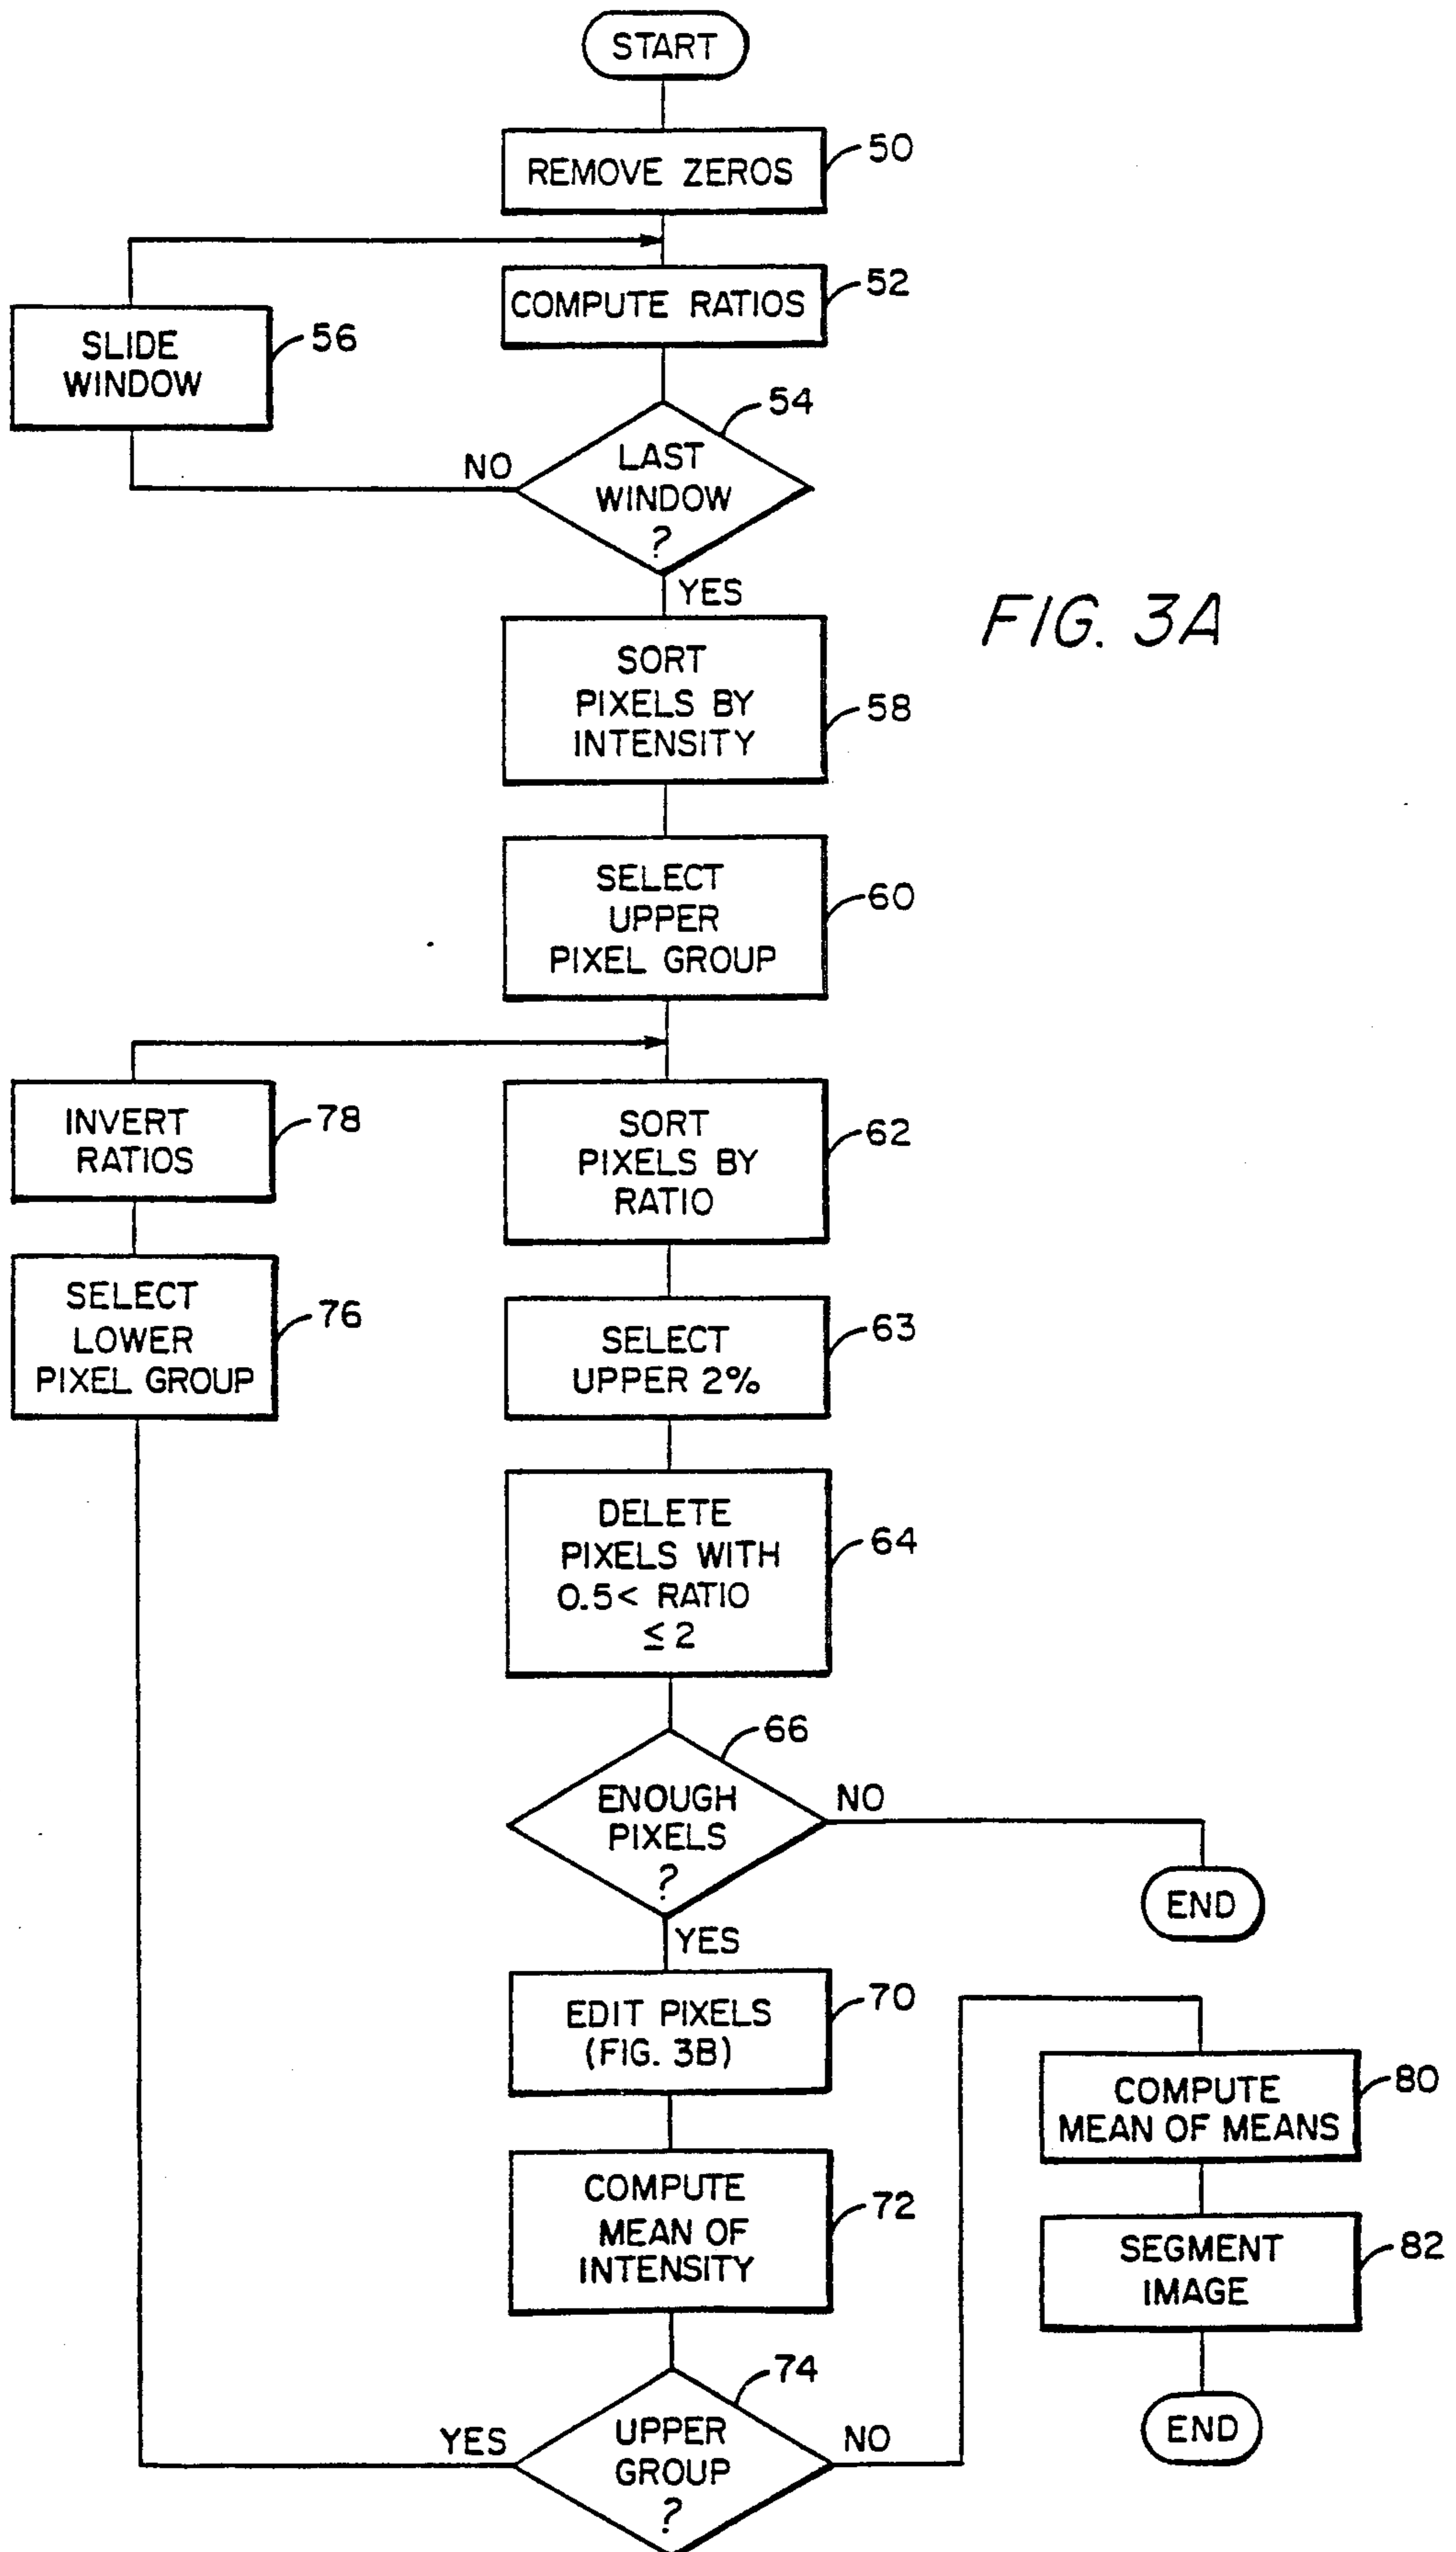 START
REMOVE ZEROS
50
COMPUTE RATIOS
52
SLIDE
WINDOW
56
54
LAST
WINDOW
?
NO
YES
FIG. 3A
SORT
PIXELS BY
INTENSITY
58
SELECT
UPPER
PIXEL GROUP
60
INVERT
RATIOS
78
SORT
PIXELS BY
RATIO
62
SELECT
LOWER
PIXEL GROUP
76
SELECT
UPPER 2%
63
DELETE
PIXELS WITH
0.5< RATIO
≤2
64
66
ENOUGH
PIXELS
?
NO
END
YES
EDIT PIXELS
(FIG. 3B)
70
COMPUTE
MEAN OF MEANS
80
COMPUTE
MEAN OF
INTENSITY
72
SEGMENT
IMAGE
82
74
UPPER
GROUP
?
YES
NO
END